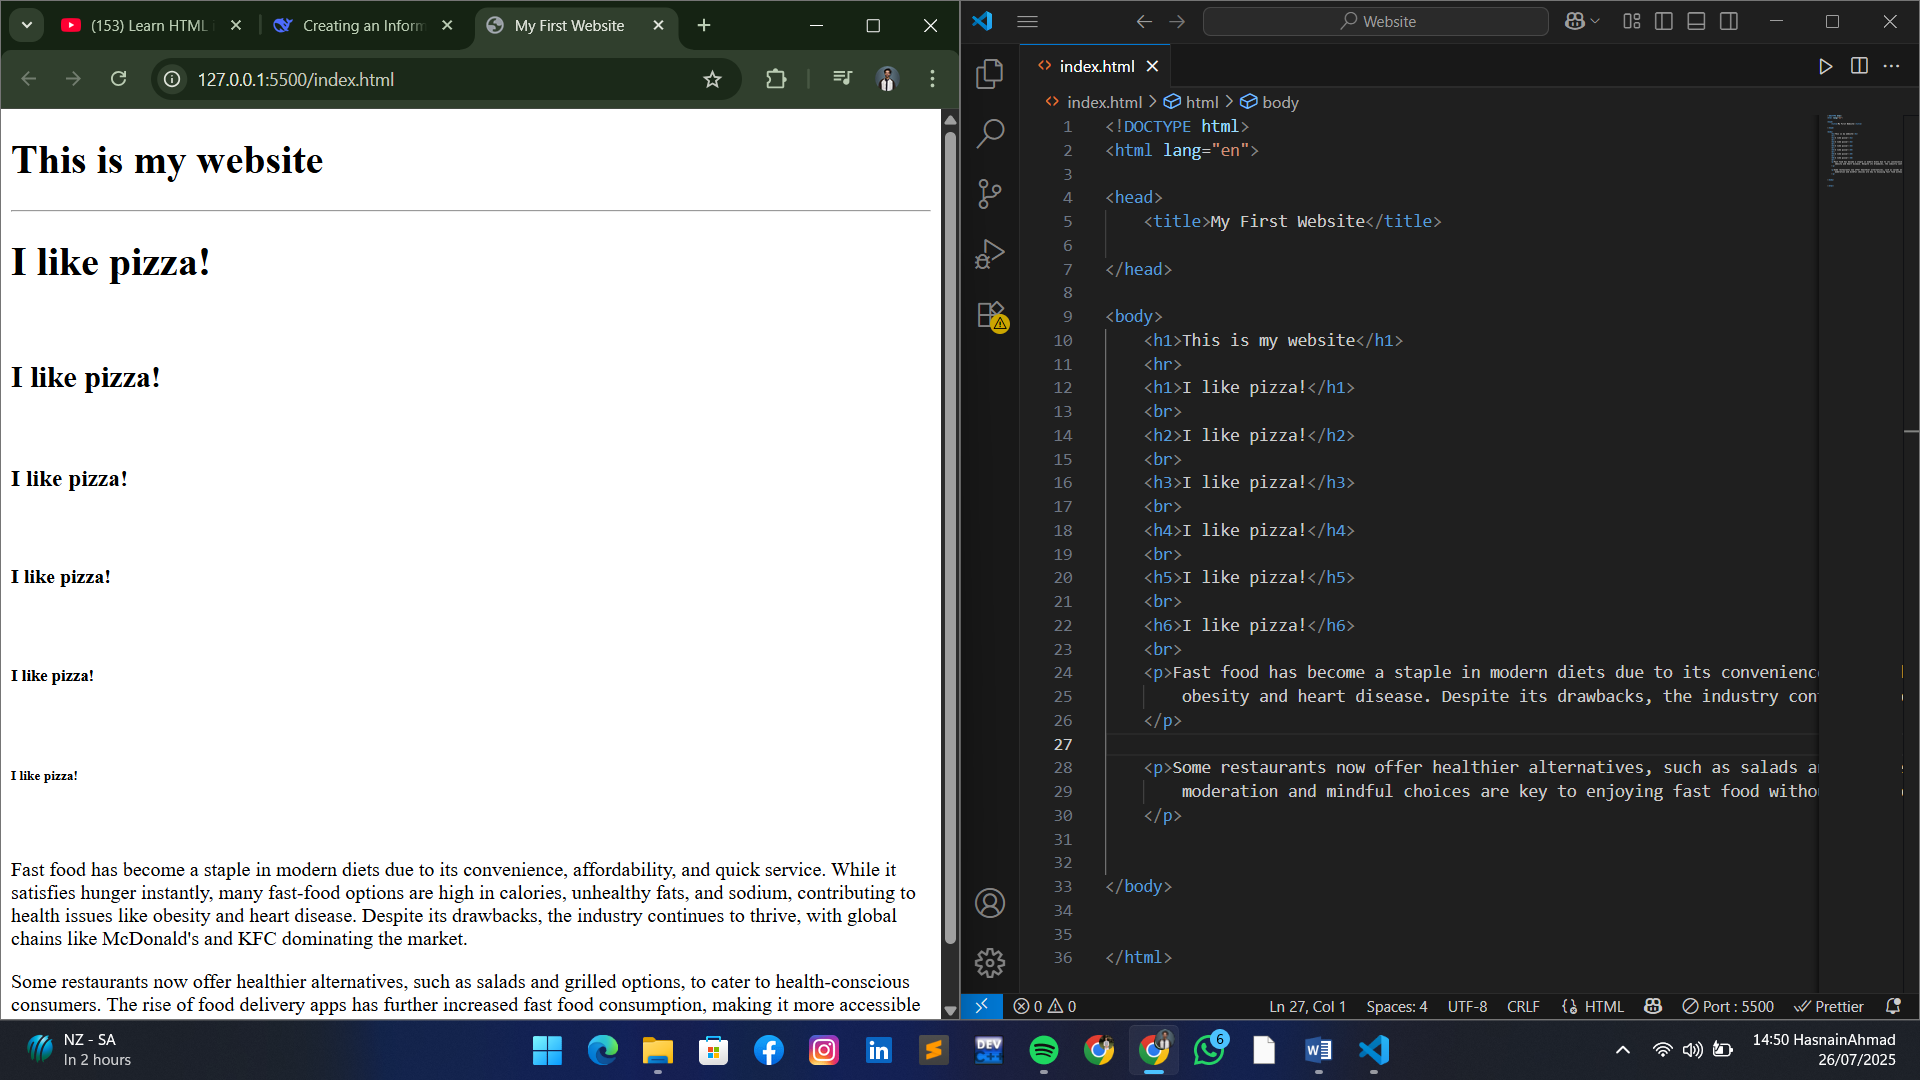 (153) Learn HTML i
Creating an Inform
My First Website
127.0.0.1:5500/index.html
This is my website
I like pizza!
I like pizza!
I like pizza!
I like pizza!
I like pizza!
I like pizza!
Fast food has become a staple in modern diets due to its convenience, affordability, and quick service. While it
satisfies hunger instantly, many fast-food options are high in calories, unhealthy fats, and sodium, contributing to
health issues like obesity and heart disease. Despite its drawbacks, the industry continues to thrive, with global
chains like McDonald's and KFC dominating the market.
Some restaurants now offer healthier alternatives, such as salads and grilled options, to cater to health-conscious
consumers. The rise of food delivery apps has further increased fast food consumption, making it more accessible
Website
index.html
index.html > html > body
1 <!DOCTYPE html>
2 <html lang="en">
3
4 <head>
5 <title>My First Website</title>
6
7 </head>
8
9 <body>
10 <h1>This is my website</h1>
11 <hr>
12 <h1>I like pizza!</h1>
13 <br>
14 <h2>I like pizza!</h2>
15 <br>
16 <h3>I like pizza!</h3>
17 <br>
18 <h4>I like pizza!</h4>
19 <br>
20 <h5>I like pizza!</h5>
21 <br>
22 <h6>I like pizza!</h6>
23 <br>
24 <p>Fast food has become a staple in modern diets due to its convenienc
25 obesity and heart disease. Despite its drawbacks, the industry con
26 </p>
27
28 <p>Some restaurants now offer healthier alternatives, such as salads a
29 moderation and mindful choices are key to enjoying fast food witho
30 </p>
31
32
33 </body>
34
35
36 </html>
0 0
Ln 27, Col 1 Spaces: 4 UTF-8 CRLF {} HTML Port : 5500 Prettier
NZ - SA
In 2 hours
DEV
C++
6
14:50 HasnainAhmad
26/07/2025